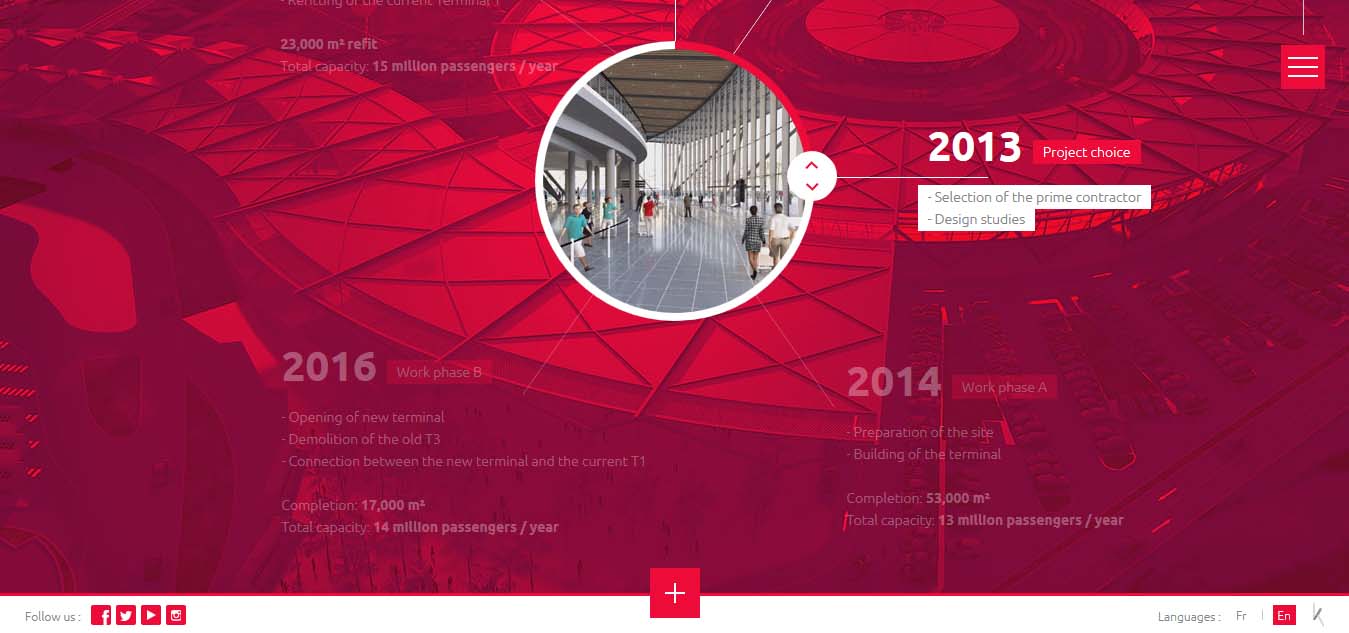 - Refitting of the current Terminal 1
23,000 m² refit
Total capacity: 15 million passengers / year
2013 Project choice
- Selection of the prime contractor
- Design studies
2016 Work phase B
- Opening of new terminal
- Demolition of the old T3
- Connection between the new terminal and the current T1
Completion: 17,000 m²
Total capacity: 14 million passengers / year
2014 Work phase A
- Preparation of the site
- Building of the terminal
Completion: 53,000 m²
Total capacity: 13 million passengers / year
Follow us :
Languages : Fr | En